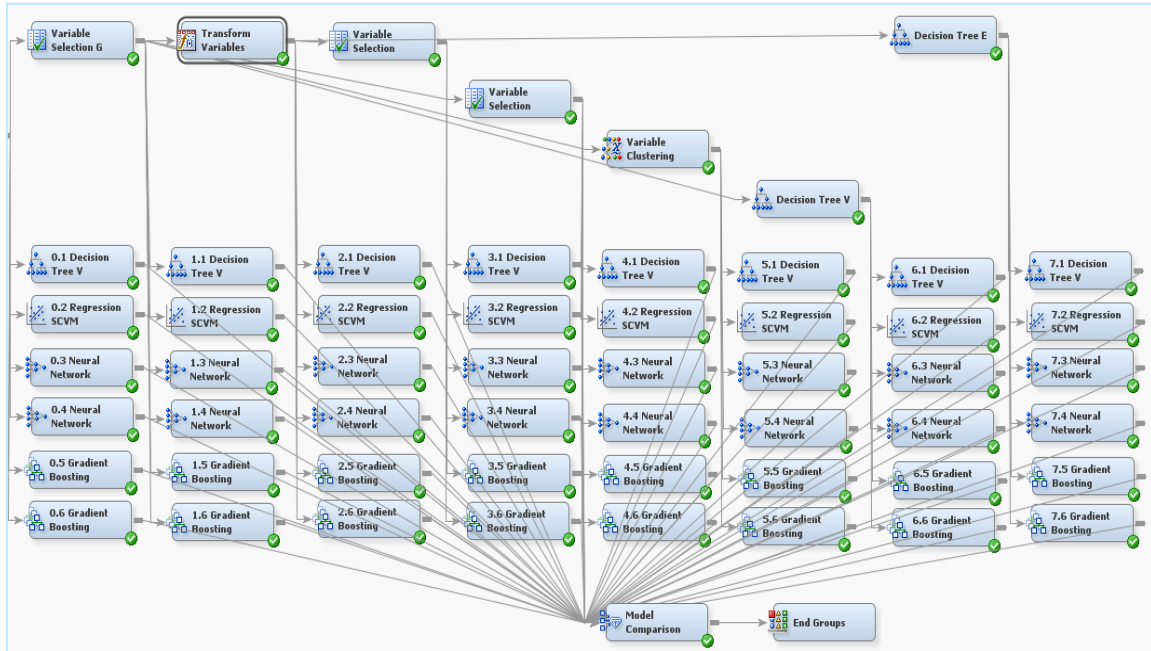 Variable
Selection G
Transform
Variables
Variable
Selection
Decision Tree E
Variable
Selection
Variable
Clustering
Decision Tree V
0.1 Decision
Tree V
1.1 Decision
Tree V
2.1 Decision
Tree V
3.1 Decision
Tree V
4.1 Decision
Tree V
5.1 Decision
Tree V
6.1 Decision
Tree V
7.1 Decision
Tree V
0.2 Regression
SCVM
1.2 Regression
SCVM
2.2 Regression
SCVM
3.2 Regression
SCVM
4.2 Regression
SCVM
5.2 Regression
SCVM
6.2 Regression
SCVM
7.2 Regression
SCVM
0.3 Neural
Network
1.3 Neural
Network
2.3 Neural
Network
3.3 Neural
Network
4.3 Neural
Network
5.3 Neural
Network
6.3 Neural
Network
7.3 Neural
Network
0.4 Neural
Network
1.4 Neural
Network
2.4 Neural
Network
3.4 Neural
Network
4.4 Neural
Network
5.4 Neural
Network
6.4 Neural
Network
7.4 Neural
Network
0.5 Gradient
Boosting
1.5 Gradient
Boosting
2.5 Gradient
Boosting
3.5 Gradient
Boosting
4.5 Gradient
Boosting
5.5 Gradient
Boosting
6.5 Gradient
Boosting
7.5 Gradient
Boosting
0.6 Gradient
Boosting
1.6 Gradient
Boosting
2.6 Gradient
Boosting
3.6 Gradient
Boosting
4.6 Gradient
Boosting
5.6 Gradient
Boosting
6.6 Gradient
Boosting
7.6 Gradient
Boosting
Model
Comparison
End Groups